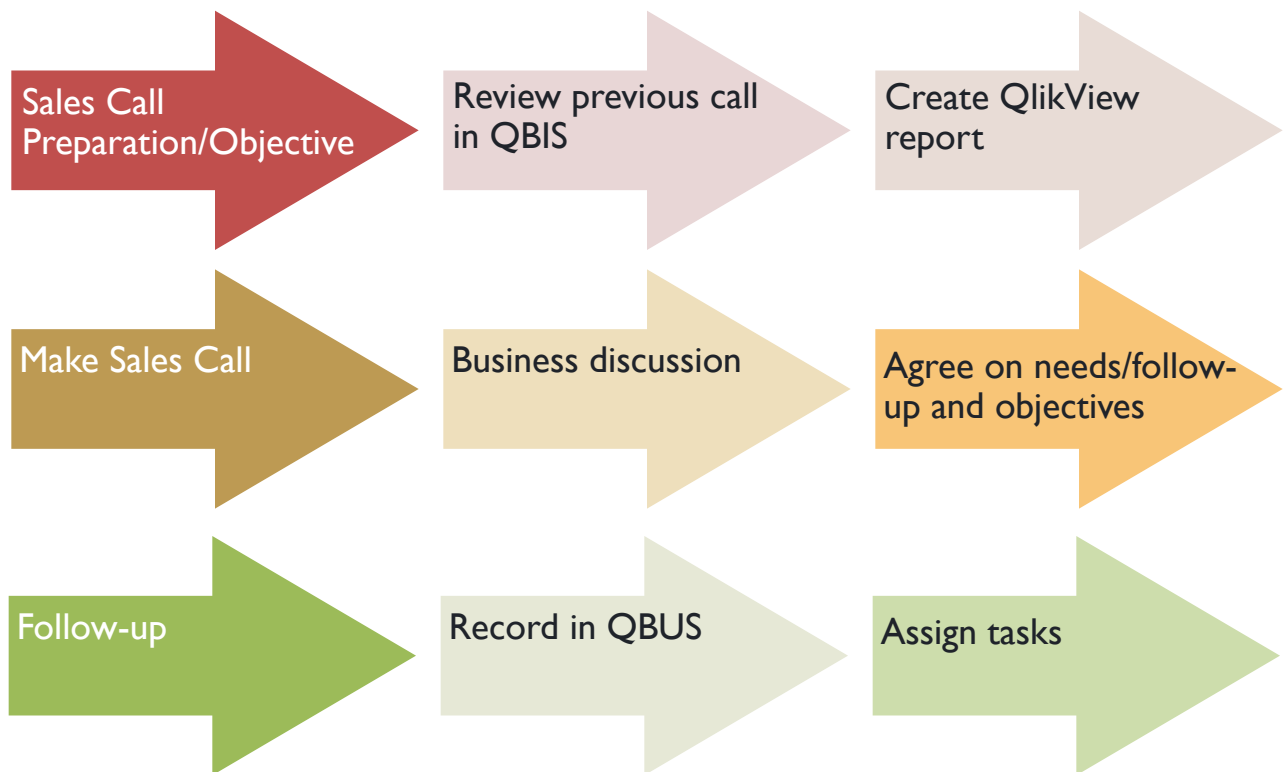 Sales Call
Preparation/Objective
Review previous call
in QBIS
Create QlikView
report
Make Sales Call
Business discussion
Agree on needs/follow-
up and objectives
Follow-up
Record in QBUS
Assign tasks